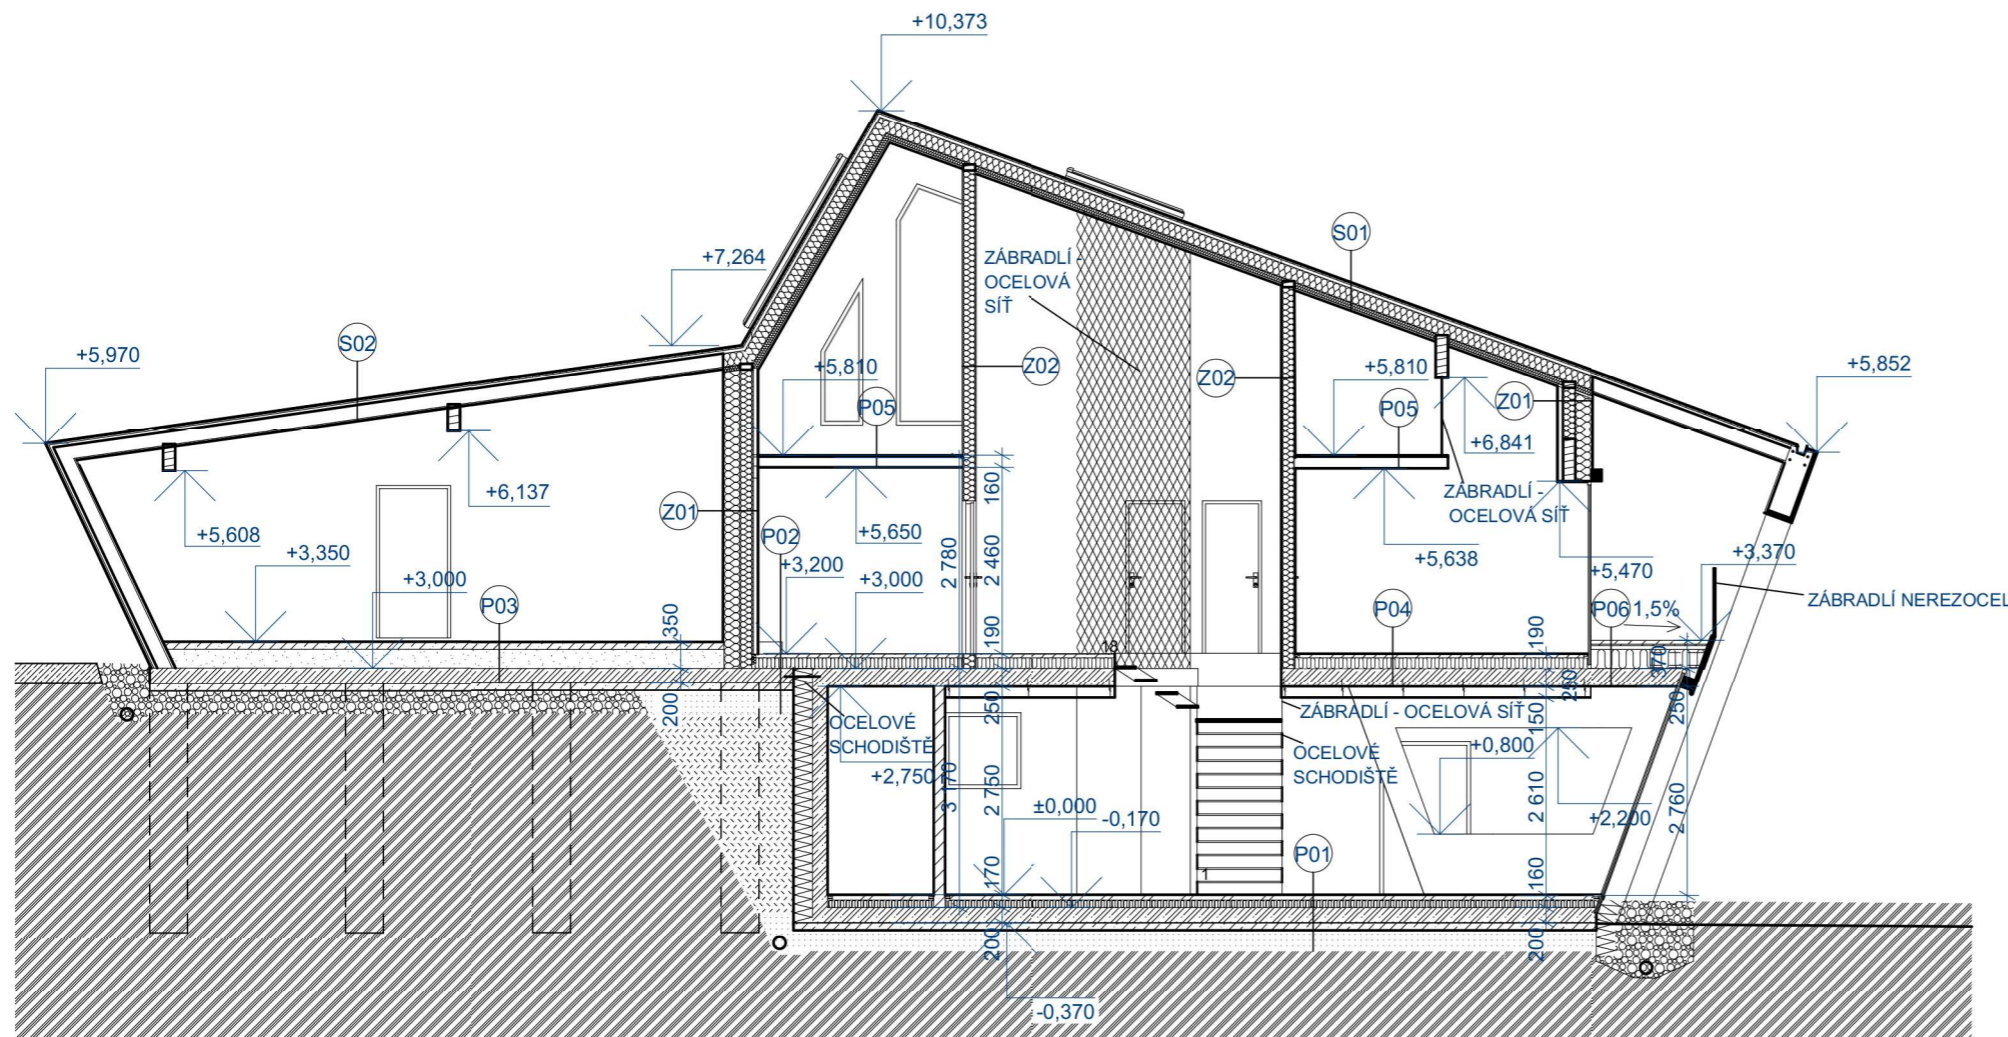 +10,373
+7,264
ZÁBRADLÍ -
OCELOVÁ
SÍŤ
S01
S02
+5,970
+5,810
Z02
Z02
+5,810
+5,852
P05
P05
Z01
+6,841
+6,137
ZÁBRADLÍ -
OCELOVÁ SÍŤ
160
Z01
P02
+5,608
+5,650
+5,638
+3,350
+3,200
2 780
2 460
+5,470
+3,370
+3,000
+3,000
P03
P04
P06
1,5%
ZÁBRADLÍ NEREZOCEL
350
190
18
190
370
200
250
250
250
OCELOVÉ
SCHODIŠTĚ
ZÁBRADLÍ - OCELOVÁ SÍŤ
150
+0,800
OCELOVÉ
SCHODIŠTĚ
+2,750
3 170
2 750
2 610
2 760
±0,000
-0,170
+2,200
P01
170
1
160
200
200
-0,370